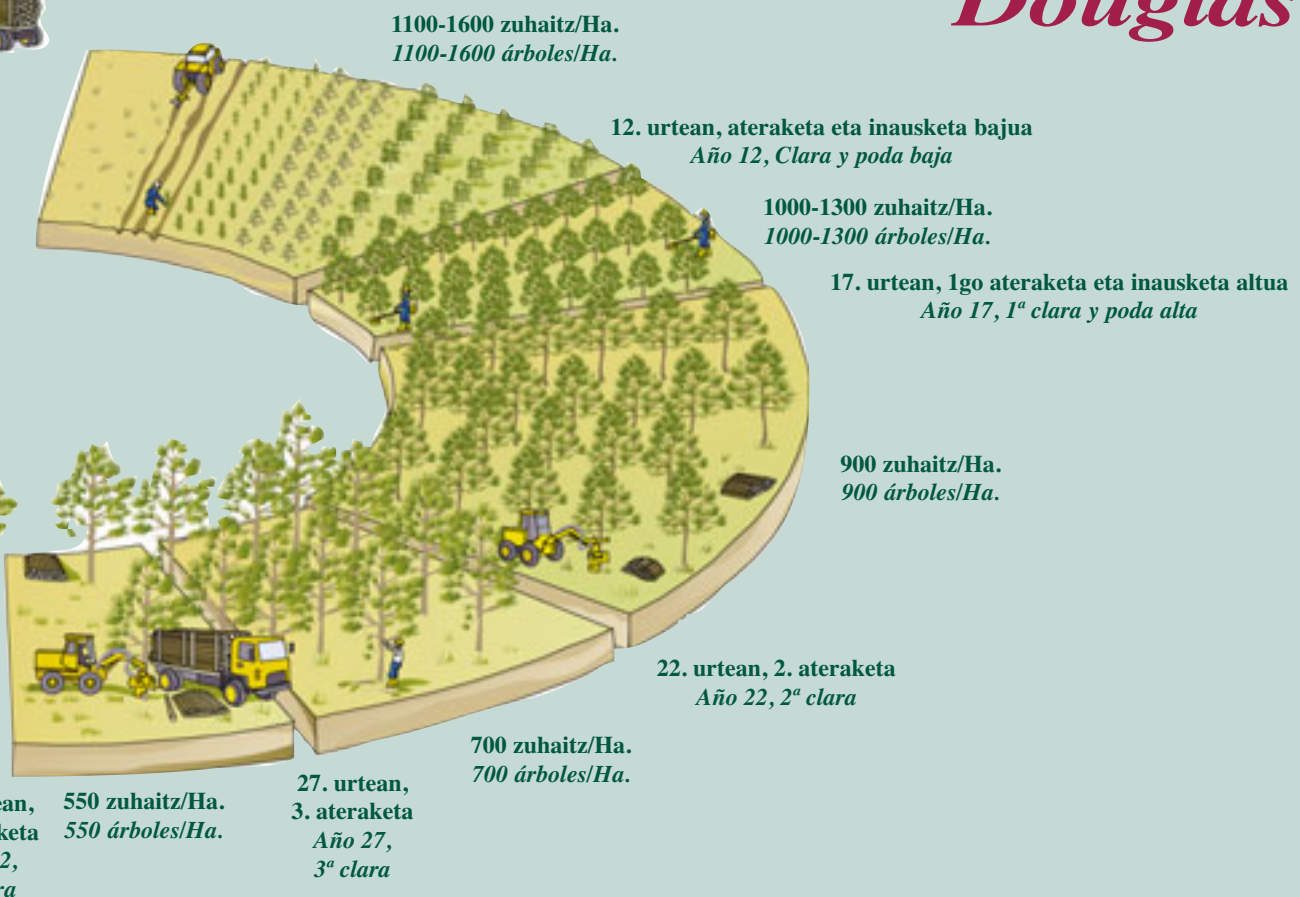 Douglas
1100-1600 zuhaitz/Ha.
1100-1600 árboles/Ha.
12. urtean, ateraketa eta inausketa bajua
Año 12, Clara y poda baja
1000-1300 zuhaitz/Ha.
1000-1300 árboles/Ha.
17. urtean, 1go ateraketa eta inausketa altua
Año 17, 1ª clara y poda alta
900 zuhaitz/Ha.
900 árboles/Ha.
22. urtean, 2. ateraketa
Año 22, 2ª clara
700 zuhaitz/Ha.
700 árboles/Ha.
27. urtean,
3. ateraketa
Año 27,
3ª clara
550 zuhaitz/Ha.
550 árboles/Ha.